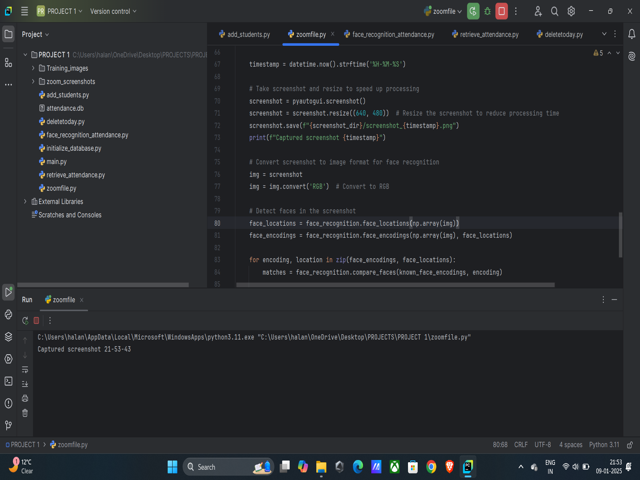 PR PROJECT 1 Version control zoomfile
Project
add_students.py zoomfile.py face_recognition_attendance.py retrieve_attendance.py deletetoday.py
PROJECT 1 C:\Users\halan\OneDrive\Desktop\PROJECTS\PROJECT 1
Training_images
zoom_screenshots
add_students.py
attendance.db
deletetoday.py
face_recognition_attendance.py
initialize_database.py
main.py
retrieve_attendance.py
zoomfile.py
External Libraries
Scratches and Consoles
5
66
67 timestamp = datetime.now().strftime('%H-%M-%S')
68
69 # Take screenshot and resize to speed up processing
70 screenshot = pyautogui.screenshot()
71 screenshot = screenshot.resize((640, 480)) # Resize the screenshot to reduce processing time
72 screenshot.save(f"{screenshot_dir}/screenshot_{timestamp}.png")
73 print(f"Captured screenshot {timestamp}")
74
75 # Convert screenshot to image format for face recognition
76 img = screenshot
77 img = img.convert('RGB') # Convert to RGB
78
79 # Detect faces in the screenshot
80 face_locations = face_recognition.face_locations(np.array(img))
81 face_encodings = face_recognition.face_encodings(np.array(img), face_locations)
82
83 for encoding, location in zip(face_encodings, face_locations):
84 matches = face_recognition.compare_faces(known_face_encodings, encoding)
85
Run zoomfile
C:\Users\halan\AppData\Local\Microsoft\WindowsApps\python3.11.exe "C:\Users\halan\OneDrive\Desktop\PROJECTS\PROJECT 1\zoomfile.py"
Captured screenshot 21-53-43
PROJECT 1 zoomfile.py 80:68 CRLF UTF-8 4 spaces Python 3.11
12°C
Clear
Search
ENG
IN
21:53
09-01-2025